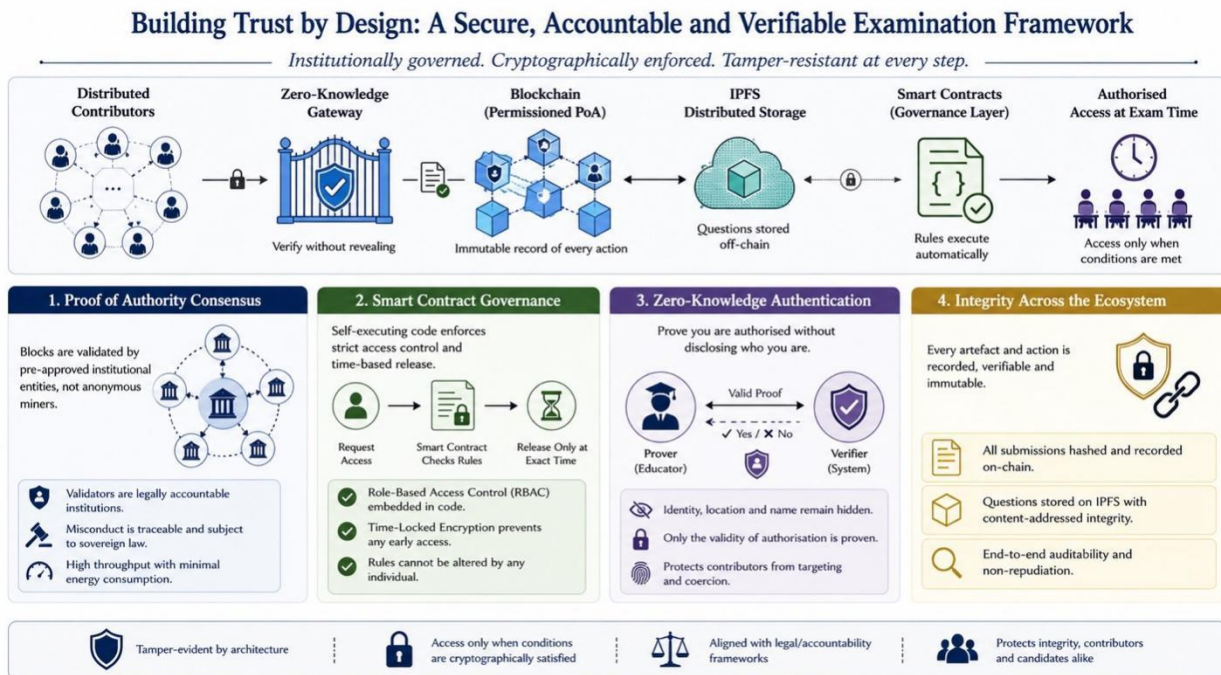 Building Trust by Design: A Secure, Accountable and Verifiable Examination Framework
Institutionally governed. Cryptographically enforced. Tamper-resistant at every step.
Distributed
Contributors
Zero-Knowledge
Gateway
Verify without revealing
Blockchain
(Permissioned PoA)
Immutable record of every action
IPFS
Distributed Storage
Questions stored
off-chain
Smart Contracts
(Governance Layer)
{ }
Rules execute
automatically
Authorised
Access at Exam Time
Access only when
conditions are met
1. Proof of Authority Consensus
Blocks are validated by
pre-approved institutional
entities, not anonymous
miners.
Validators are legally accountable
institutions.
Misconduct is traceable and subject
to sovereign law.
High throughput with minimal
energy consumption.
2. Smart Contract Governance
Self-executing code enforces
strict access control and
time-based release.
Request
Access
Smart Contract
Checks Rules
Release Only at
Exact Time
Role-Based Access Control (RBAC)
embedded in code.
Time-Locked Encryption prevents
any early access.
Rules cannot be altered by any
individual.
3. Zero-Knowledge Authentication
Prove you are authorised without
disclosing who you are.
Valid Proof
✓ Yes / ✗ No
Prover
(Educator)
Verifier
(System)
Identity, location and name remain hidden.
Only the validity of authorisation is proven.
Protects contributors from targeting
and coercion.
4. Integrity Across the Ecosystem
Every artefact and action is
recorded, verifiable and
immutable.
All submissions hashed and recorded
on-chain.
Questions stored on IPFS with
content-addressed integrity.
End-to-end auditability and
non-repudiation.
Tamper-evident by architecture
Access only when conditions
are cryptographically satisfied
Aligned with legal/accountability
frameworks
Protects integrity, contributors
and candidates alike